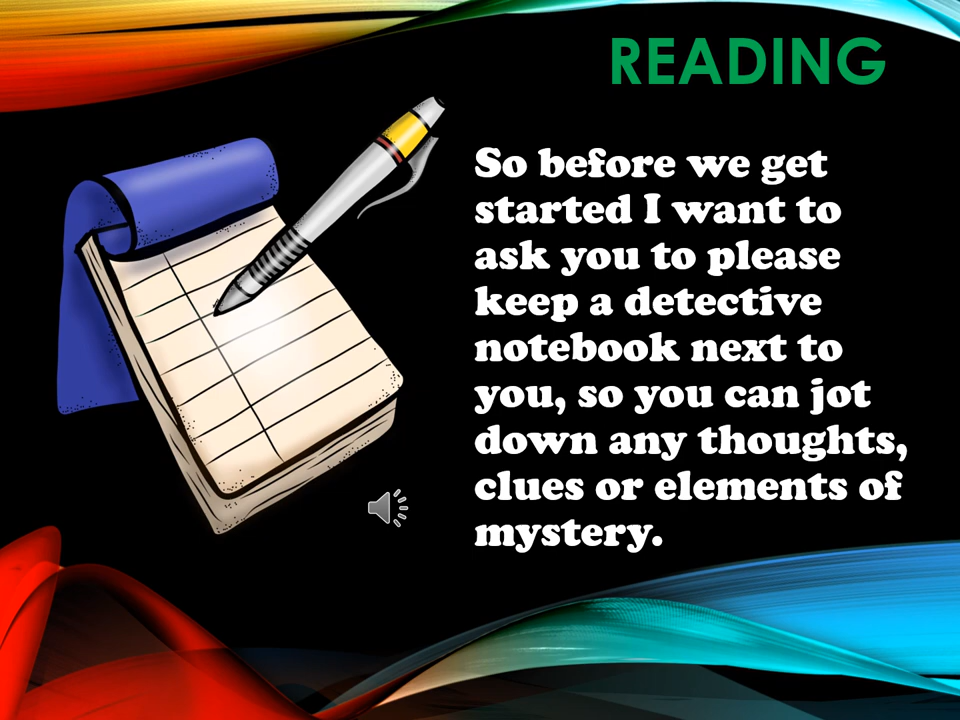 READING
So before we get
started I want to
ask you to please
keep a detective
notebook next to
you, so you can jot
down any thoughts,
clues or elements of
mystery.